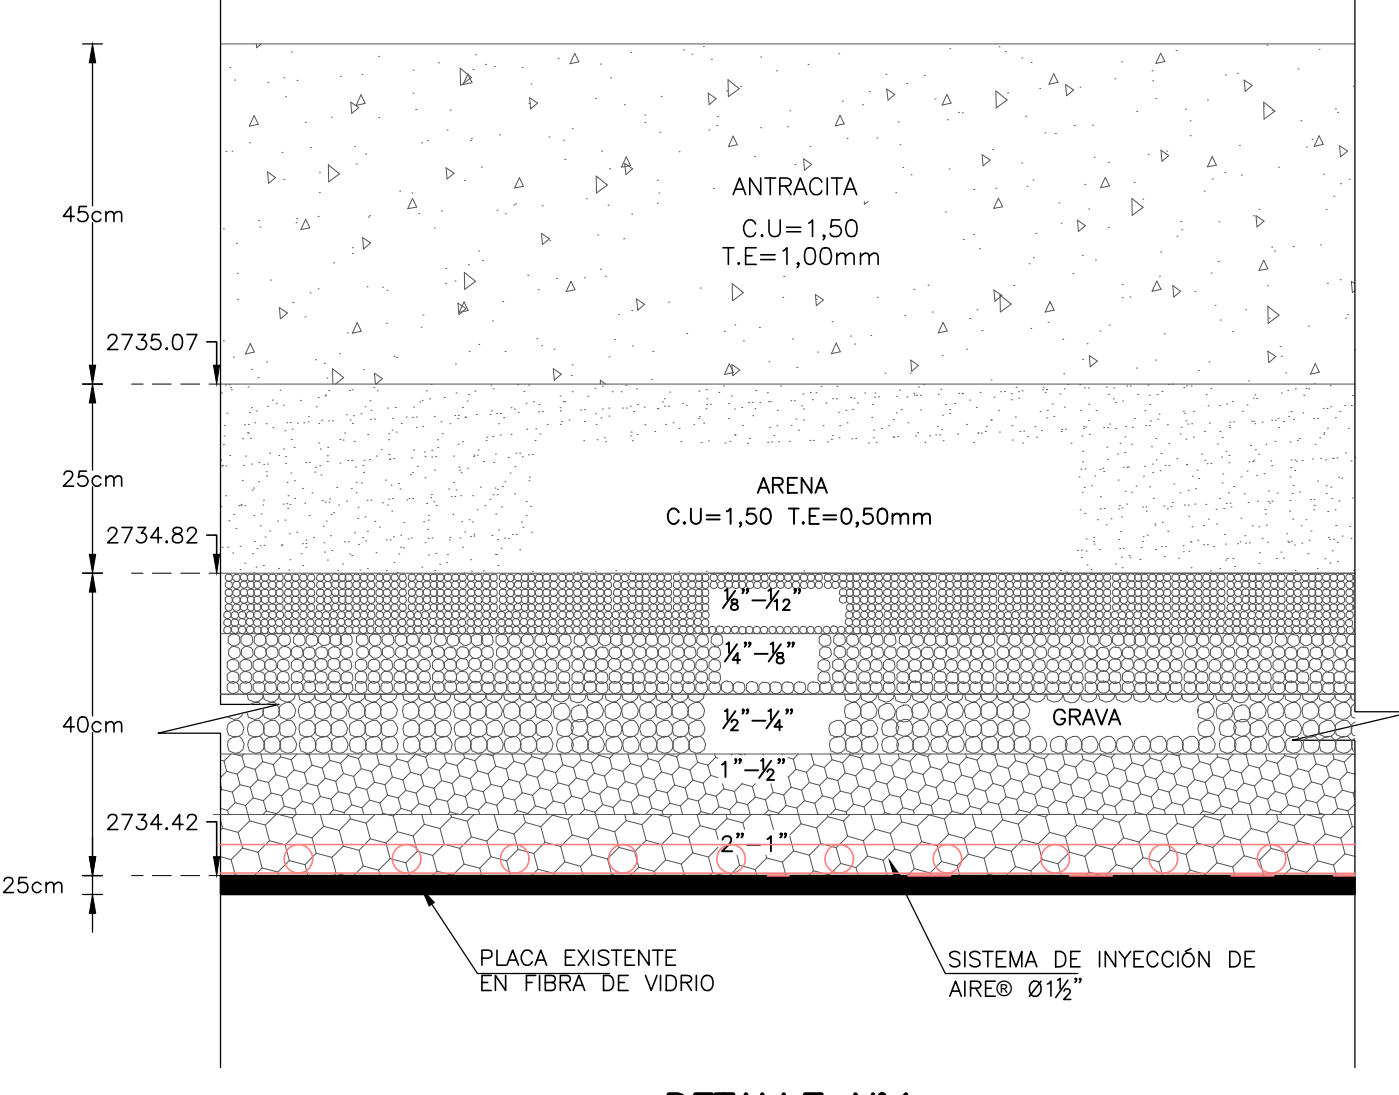 ANTRACITA
C.U=1,50
T.E=1,00mm
45cm
2735.07
25cm
ARENA
C.U=1,50 T.E=0,50mm
2734.82
⅛”–1/12”
¼”–⅛”
½”–¼”
GRAVA
40cm
1”–½”
2734.42
2”–1”
25cm
PLACA EXISTENTE
EN FIBRA DE VIDRIO
SISTEMA DE INYECCIÓN DE
AIRE® Ø1½”